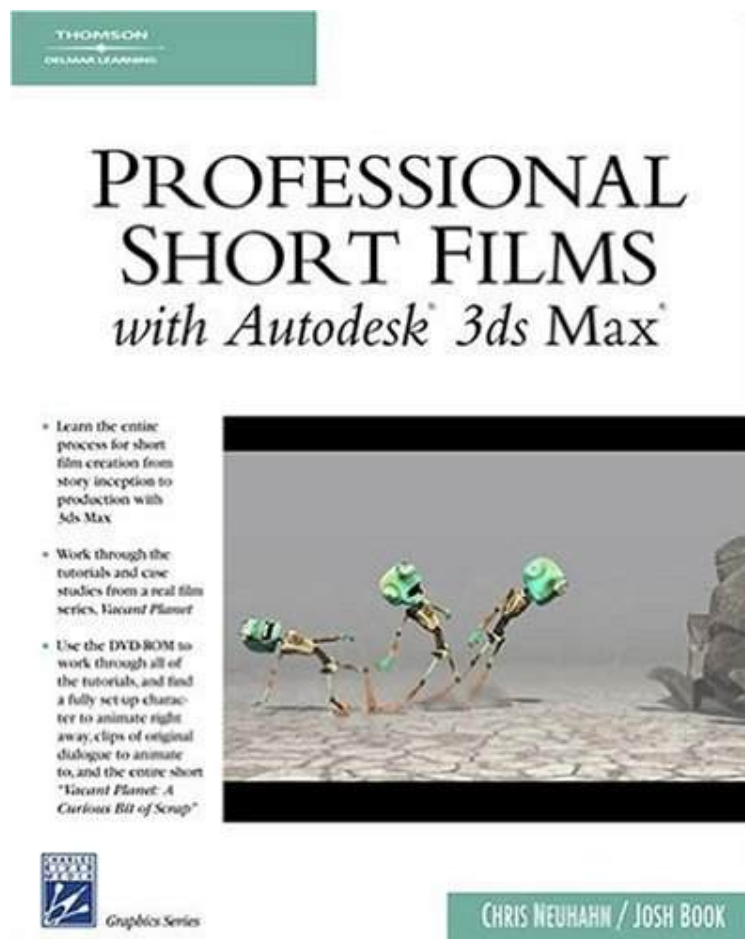 THOMSON
DELMAR LEARNING
PROFESSIONAL
SHORT FILMS
with Autodesk® 3ds Max®
• Learn the entire
process for short
film creation from
story inception to
production with
3ds Max
• Work through the
tutorials and case
studies from a real film
series, Vacant Planet
• Use the DVD-ROM to
work through all of
the tutorials, and find
a fully set-up charac-
ter to animate right
away, clips of original
dialogue to animate
to, and the entire short
"Vacant Planet: A
Curious Bit of Scrap"
CHARLES
RIVER
MEDIA
Graphics Series
CHRIS NEUHAHN / JOSH BOOK